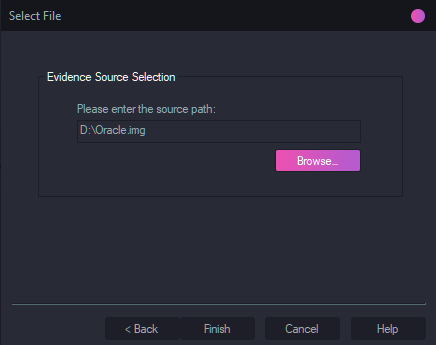 Select File
Evidence Source Selection
Please enter the source path:
D:\Oracle.img
Browse...
< Back
Finish
Cancel
Help